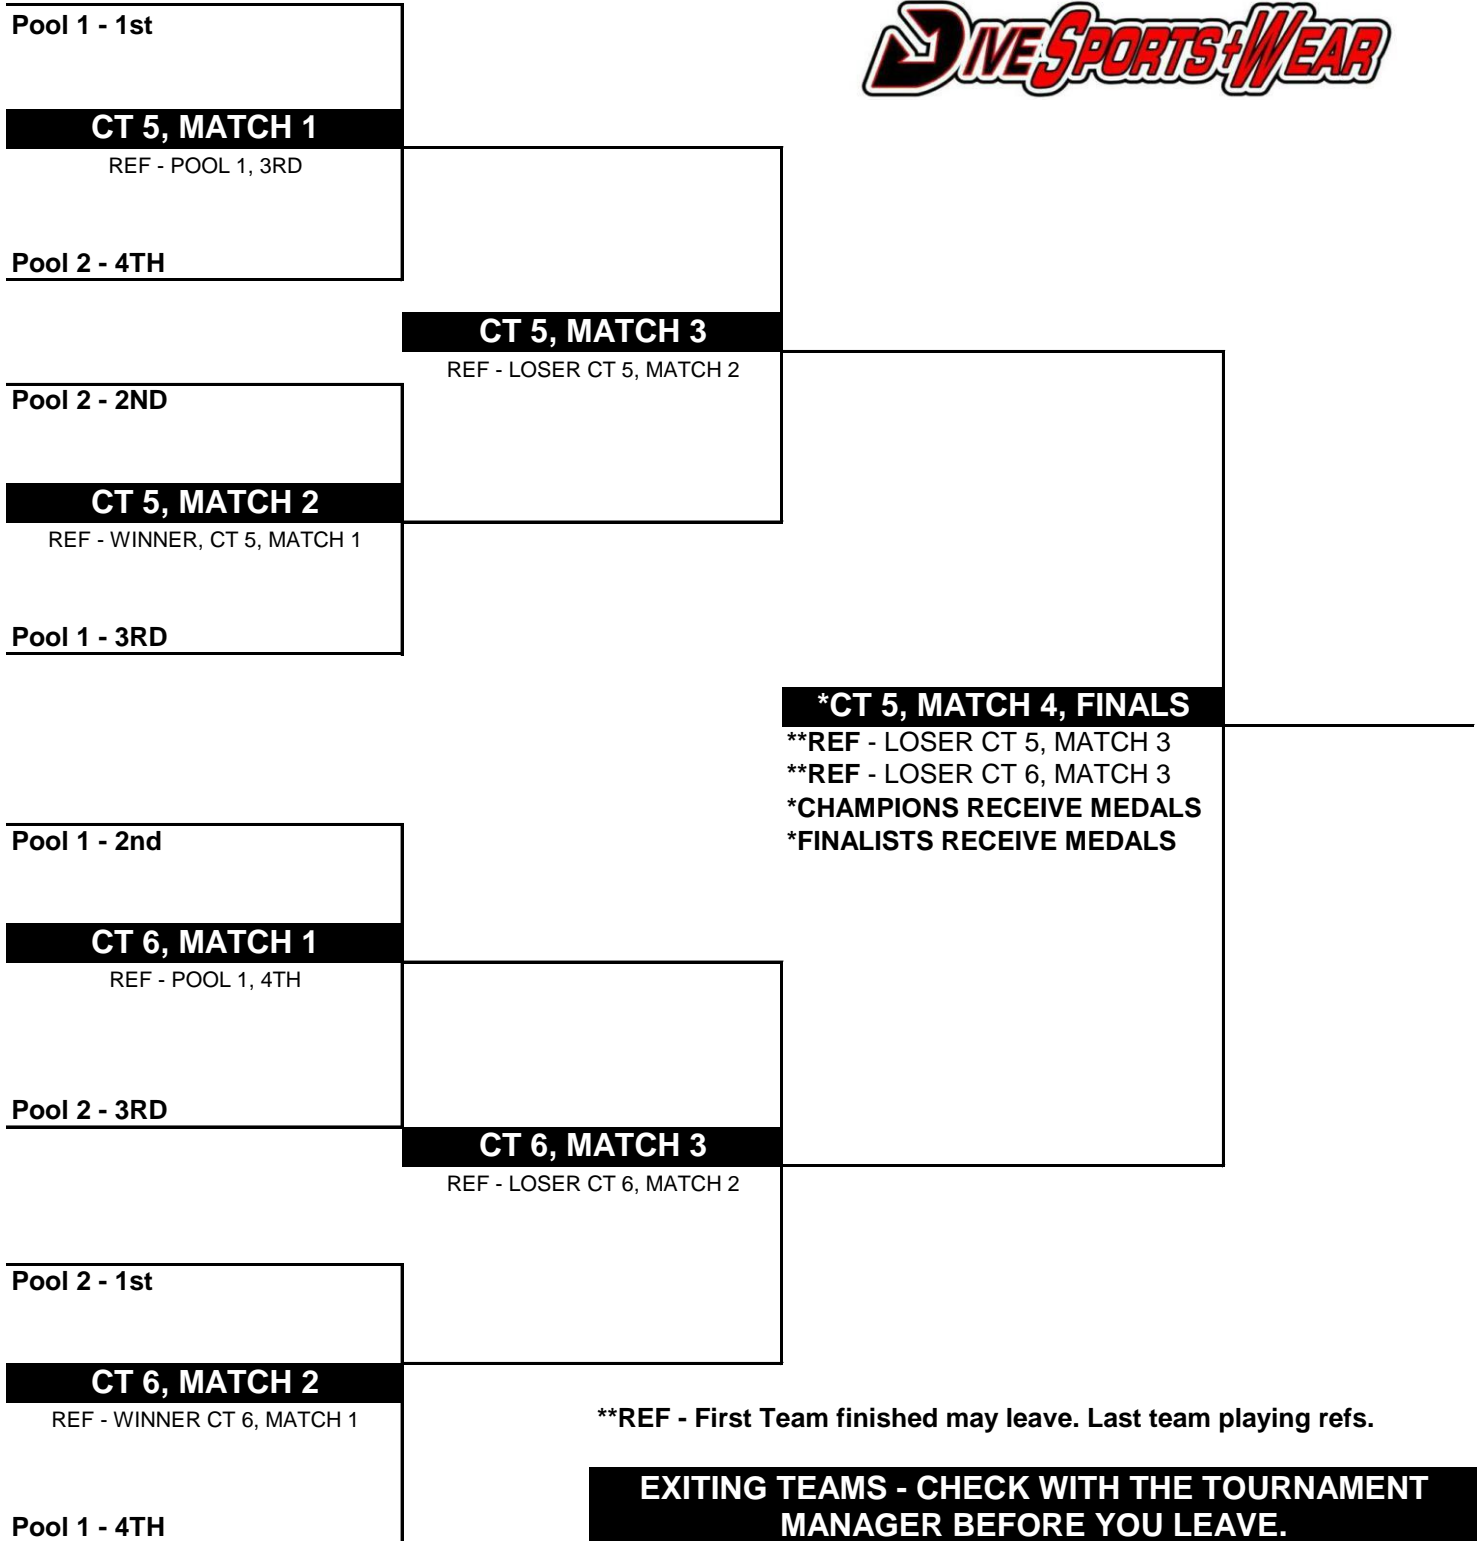 Pool 1 - 1st
DIVE SPORTS+WEAR
CT 5, MATCH 1
REF - POOL 1, 3RD
Pool 2 - 4TH
CT 5, MATCH 3
REF - LOSER CT 5, MATCH 2
Pool 2 - 2ND
CT 5, MATCH 2
REF - WINNER, CT 5, MATCH 1
Pool 1 - 3RD
*CT 5, MATCH 4, FINALS
**REF - LOSER CT 5, MATCH 3
**REF - LOSER CT 6, MATCH 3
*CHAMPIONS RECEIVE MEDALS
*FINALISTS RECEIVE MEDALS
Pool 1 - 2nd
CT 6, MATCH 1
REF - POOL 1, 4TH
Pool 2 - 3RD
CT 6, MATCH 3
REF - LOSER CT 6, MATCH 2
Pool 2 - 1st
CT 6, MATCH 2
REF - WINNER CT 6, MATCH 1
Pool 1 - 4TH
**REF - First Team finished may leave. Last team playing refs.
EXITING TEAMS - CHECK WITH THE TOURNAMENT
MANAGER BEFORE YOU LEAVE.